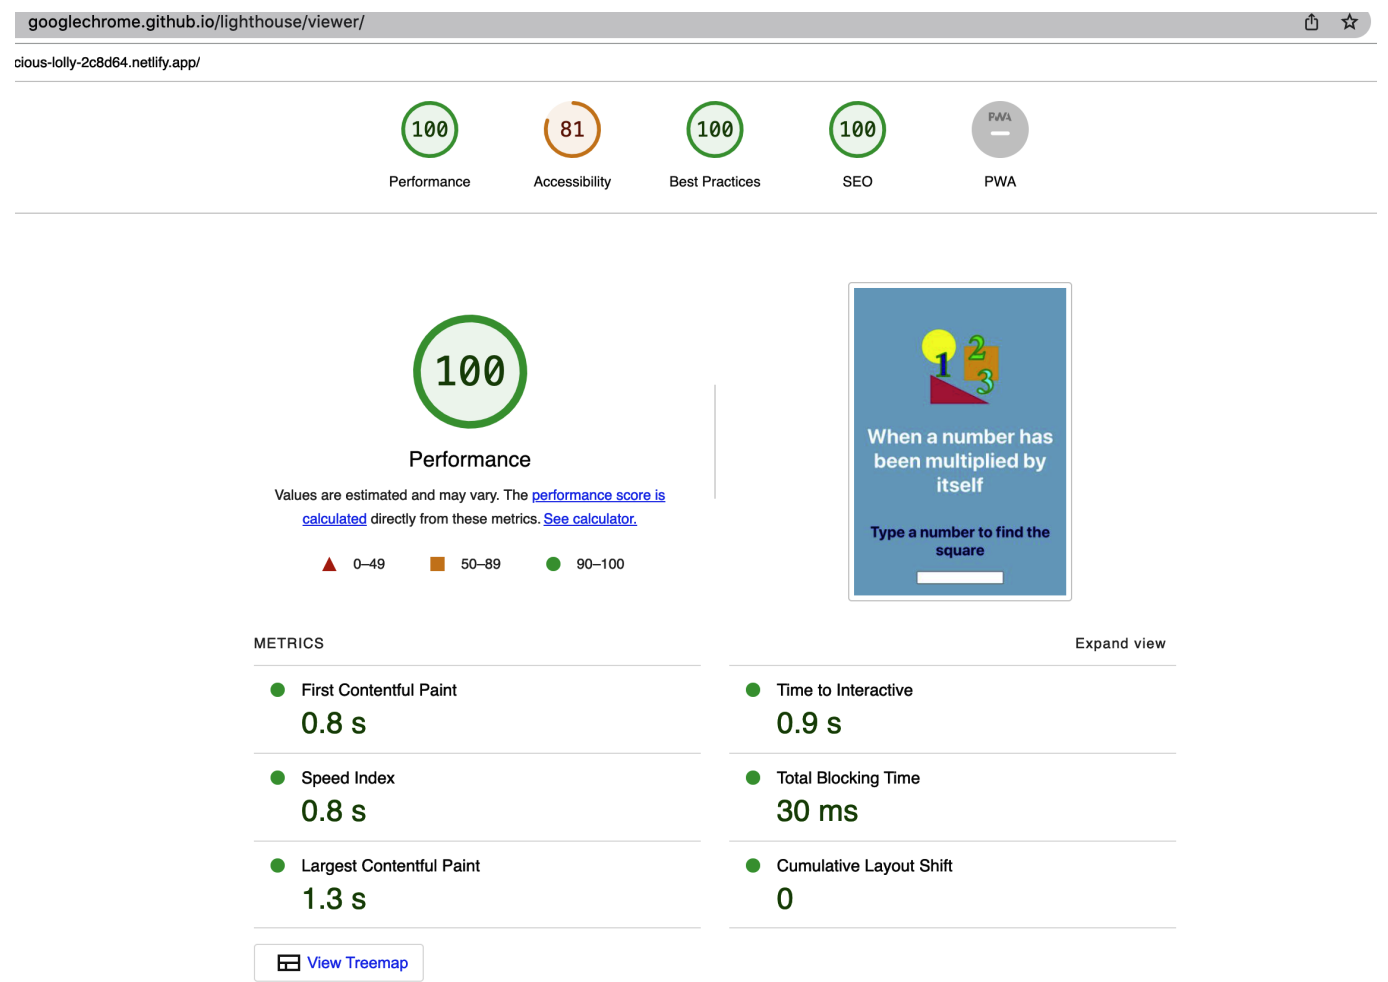 googlechrome.github.io/lighthouse/viewer/
cious-lolly-2c8d64.netlify.app/
100
81
100
100
PWA
Performance
Accessibility
Best Practices
SEO
PWA
100
Performance
Values are estimated and may vary. The performance score is
calculated directly from these metrics. See calculator.
0–49
50–89
90–100
1
2
3
When a number has
been multiplied by
itself
Type a number to find the
square
METRICS
Expand view
First Contentful Paint
0.8 s
Time to Interactive
0.9 s
Speed Index
0.8 s
Total Blocking Time
30 ms
Largest Contentful Paint
1.3 s
Cumulative Layout Shift
0
View Treemap